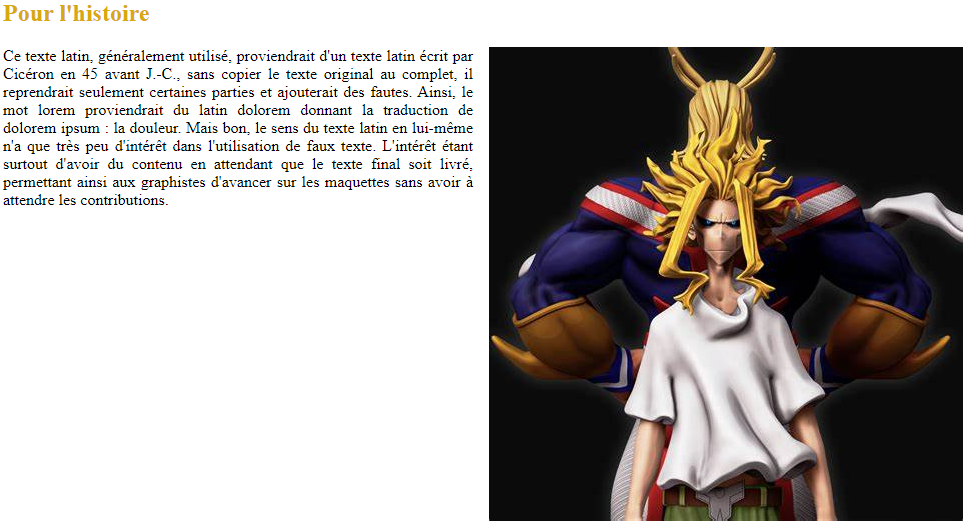 Pour l'histoire
Ce texte latin, généralement utilisé, proviendrait d'un texte latin écrit par
Cicéron en 45 avant J.-C., sans copier le texte original au complet, il
reprendrait seulement certaines parties et ajouterait des fautes. Ainsi, le
mot lorem proviendrait du latin dolorem donnant la traduction de
dolorem ipsum : la douleur. Mais bon, le sens du texte latin en lui-même
n'a que très peu d'intérêt dans l'utilisation de faux texte. L'intérêt étant
surtout d'avoir du contenu en attendant que le texte final soit livré,
permettant ainsi aux graphistes d'avancer sur les maquettes sans avoir à
attendre les contributions.